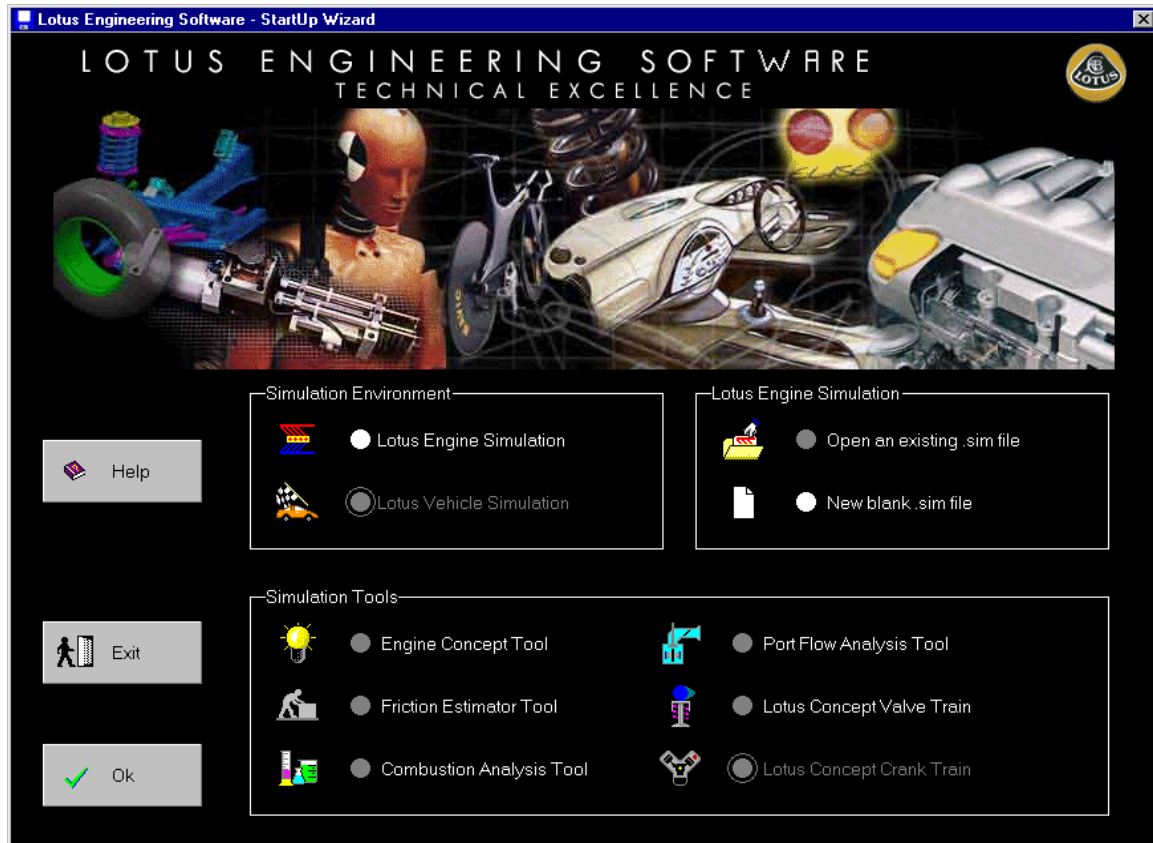 Lotus Engineering Software - StartUp Wizard
LOTUS ENGINEERING SOFTWARE
TECHNICAL EXCELLENCE
LOTUS
Simulation Environment
Lotus Engine Simulation
Lotus Vehicle Simulation
Lotus Engine Simulation
Open an existing .sim file
New blank .sim file
Help
Exit
Ok
Simulation Tools
Engine Concept Tool
Friction Estimator Tool
Combustion Analysis Tool
Port Flow Analysis Tool
Lotus Concept Valve Train
Lotus Concept Crank Train